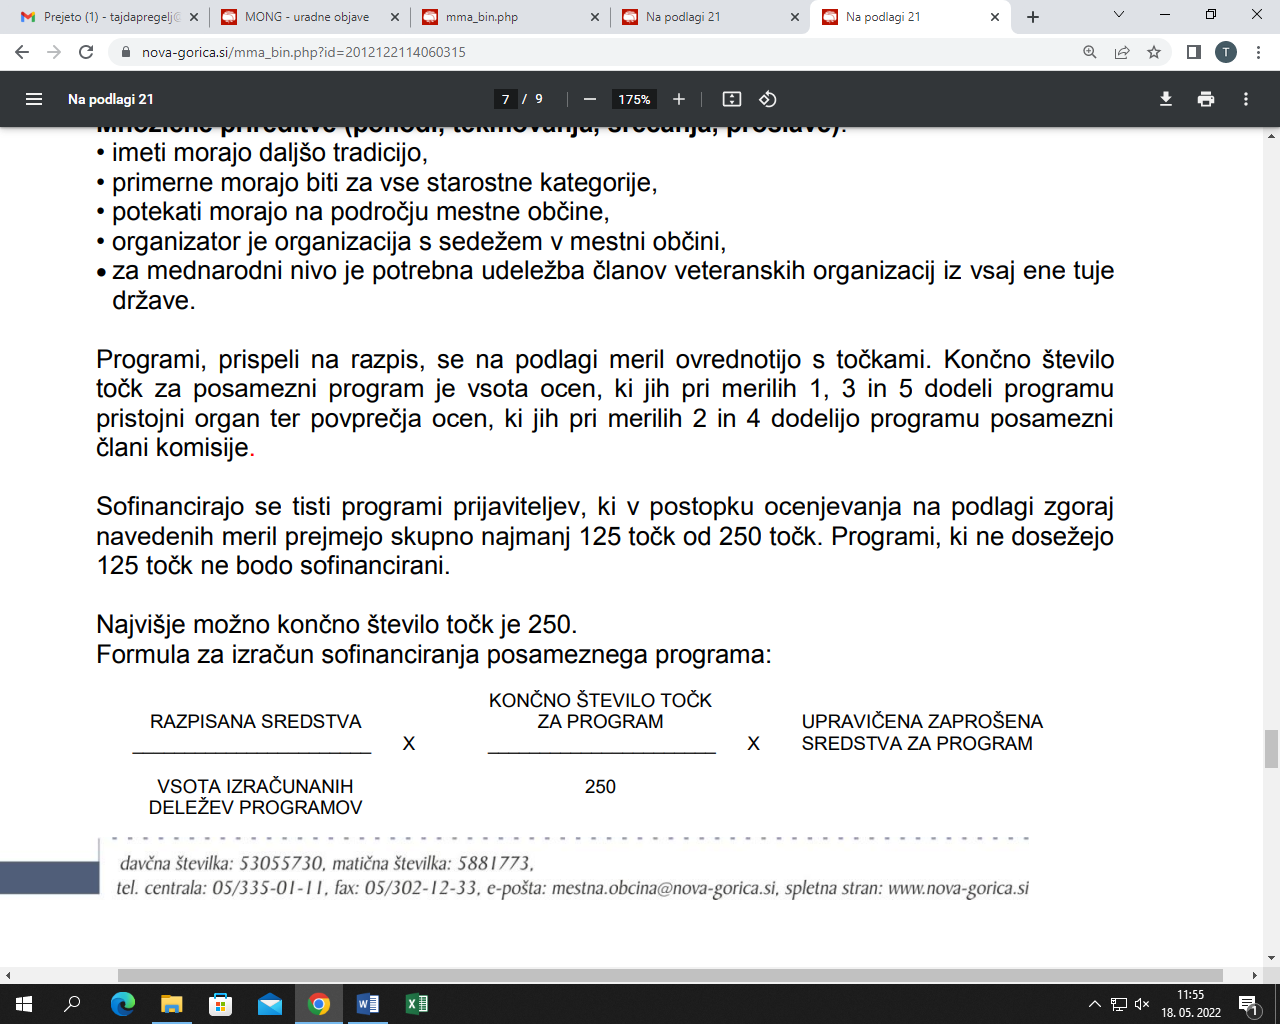 Prejeto (1) - tajdapregelj@
MONG - uradne objave
mma_bin.php
Na podlagi 21
Na podlagi 21
nova-gorica.si/mma_bin.php?id=2012122114060315
T
Na podlagi 21
7 / 9
175%
Množične prireditve (pohodi, tekmovanja, srečanja, proslave):
• imeti morajo daljšo tradicijo,
• primerne morajo biti za vse starostne kategorije,
• potekati morajo na področju mestne občine,
• organizator je organizacija s sedežem v mestni občini,
• za mednarodni nivo je potrebna udeležba članov veteranskih organizacij iz vsaj ene tuje
države.
Programi, prispeli na razpis, se na podlagi meril ovrednotijo s točkami. Končno število
točk za posamezni program je vsota ocen, ki jih pri merilih 1, 3 in 5 dodeli programu
pristojni organ ter povprečja ocen, ki jih pri merilih 2 in 4 dodelijo programu posamezni
člani komisije.
Sofinancirajo se tisti programi prijaviteljev, ki v postopku ocenjevanja na podlagi zgoraj
navedenih meril prejmejo skupno najmanj 125 točk od 250 točk. Programi, ki ne dosežejo
125 točk ne bodo sofinancirani.
Najvišje možno končno število točk je 250.
Formula za izračun sofinanciranja posameznega programa:
KONČNO ŠTEVILO TOČK
RAZPISANA SREDSTVA ZA PROGRAM UPRAVIČENA ZAPROŠENA
X X SREDSTVA ZA PROGRAM
VSOTA IZRAČUNANIH 250
DELEŽEV PROGRAMOV
davčna številka: 53055730, matična številka: 5881773,
tel. centrala: 05/335-01-11, fax: 05/302-12-33, e-pošta: mestna.obcina@nova-gorica.si, spletna stran: www.nova-gorica.si
11:55
18. 05. 2022
1